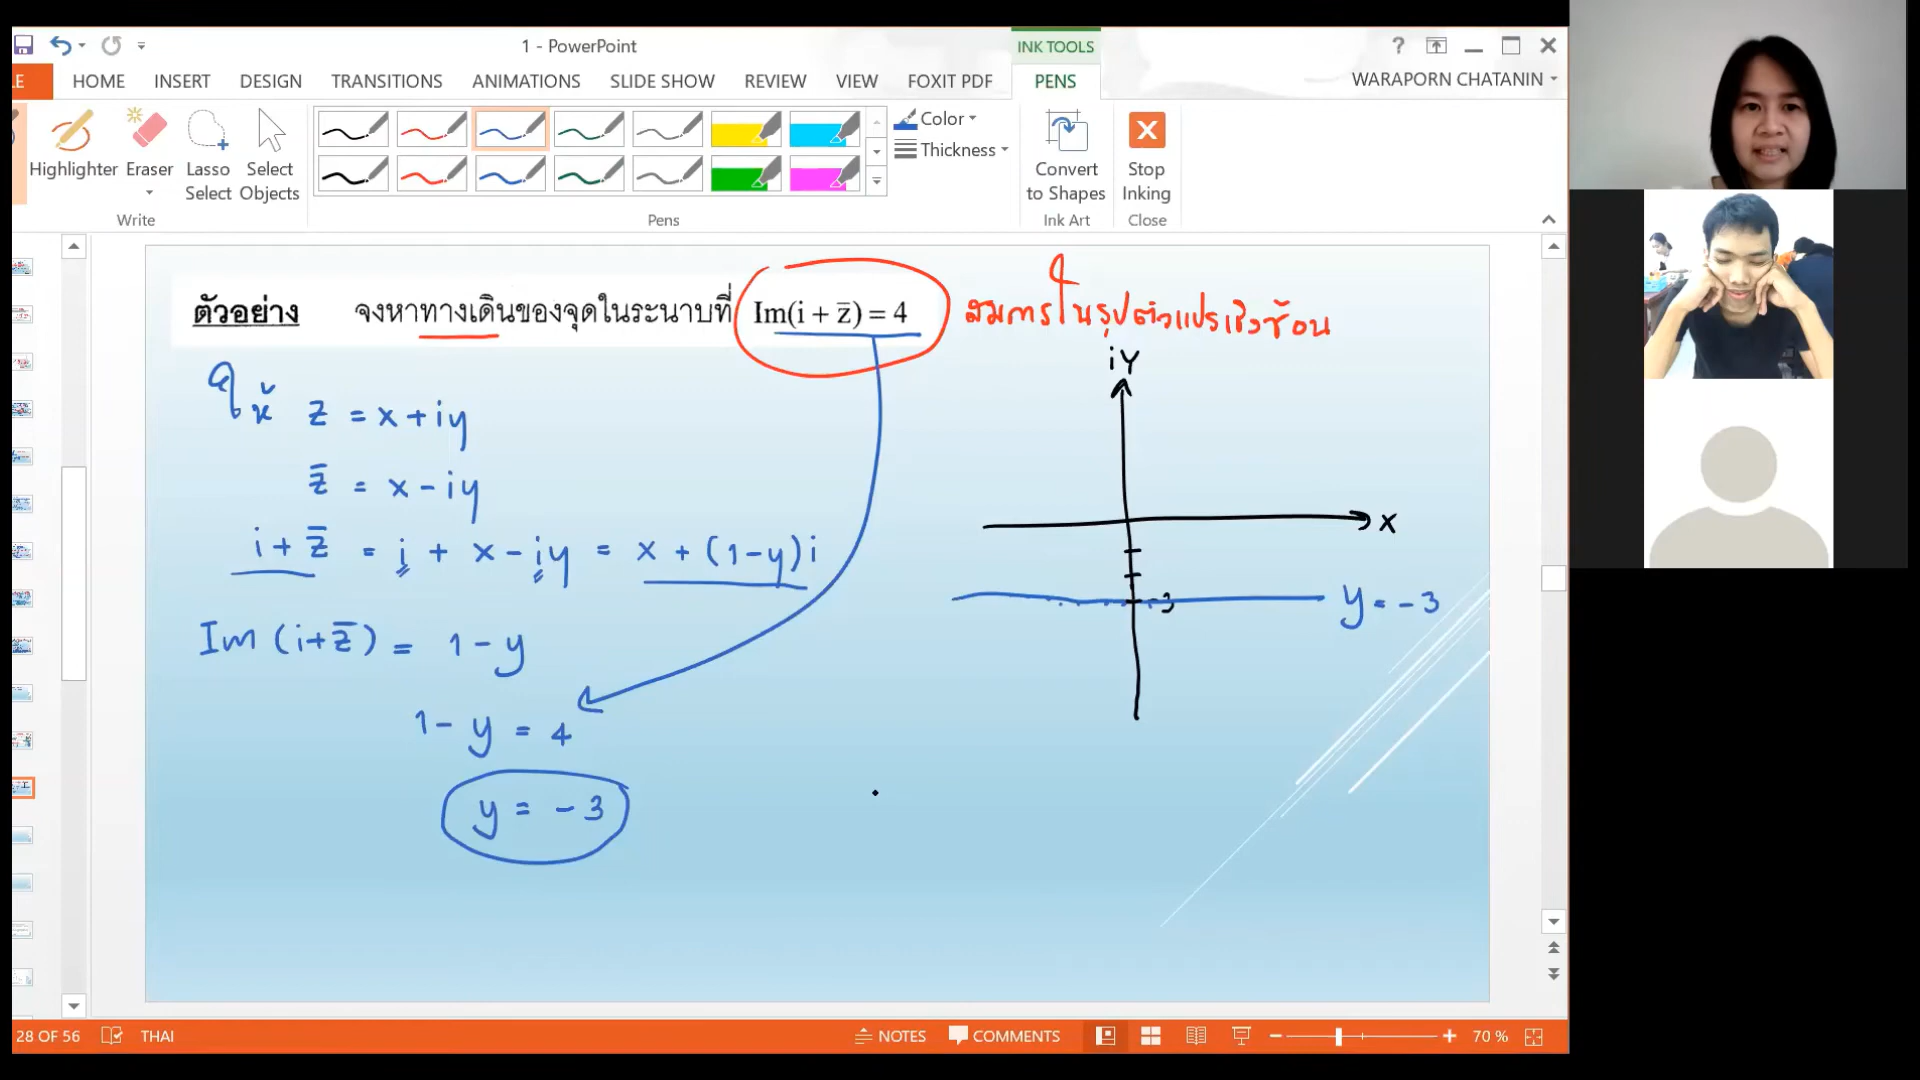 1 - PowerPoint
INK TOOLS
?
LE HOME INSERT DESIGN TRANSITIONS ANIMATIONS SLIDE SHOW REVIEW VIEW FOXIT PDF PENS
WARAPORN CHATANIN
Highlighter
Eraser
Lasso Select
Select Objects
Color
Thickness
Convert to Shapes
Stop Inking
Write
Pens
Ink Art
Close
ตัวอย่าง จงหาทางเดินของจุดในระนาบที่ Im(i + z̄) = 4
สมการในรูปตัวแปรเชิงซ้อน
ให้ z = x + iy
z̄ = x - iy
i + z̄ = i + x - iy = x + (1-y)i
Im (i+z̄) = 1 - y
1 - y = 4
y = -3
iy
x
-3
y = -3
28 OF 56
THAI
NOTES
COMMENTS
70 %